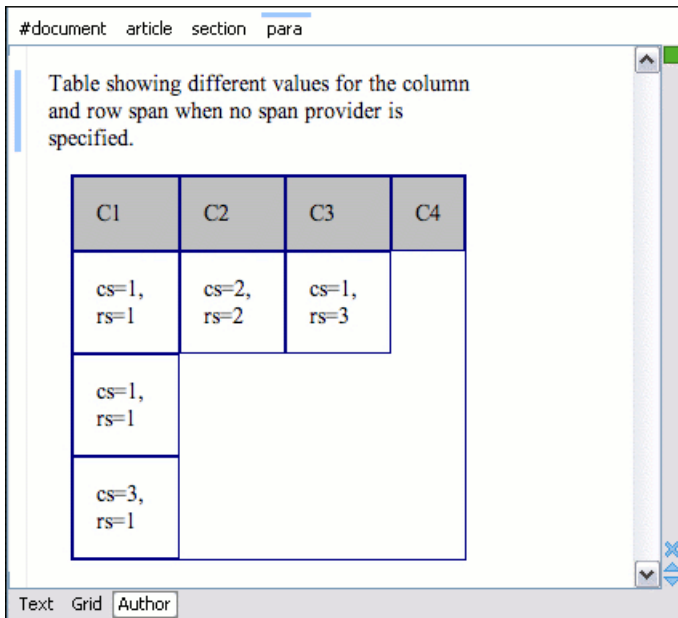 #document article section para
Table showing different values for the column
and row span when no span provider is
specified.
C1 C2 C3 C4
cs=1, cs=2, cs=1,
rs=1 rs=2 rs=3
cs=1,
rs=1
cs=3,
rs=1
Text Grid Author